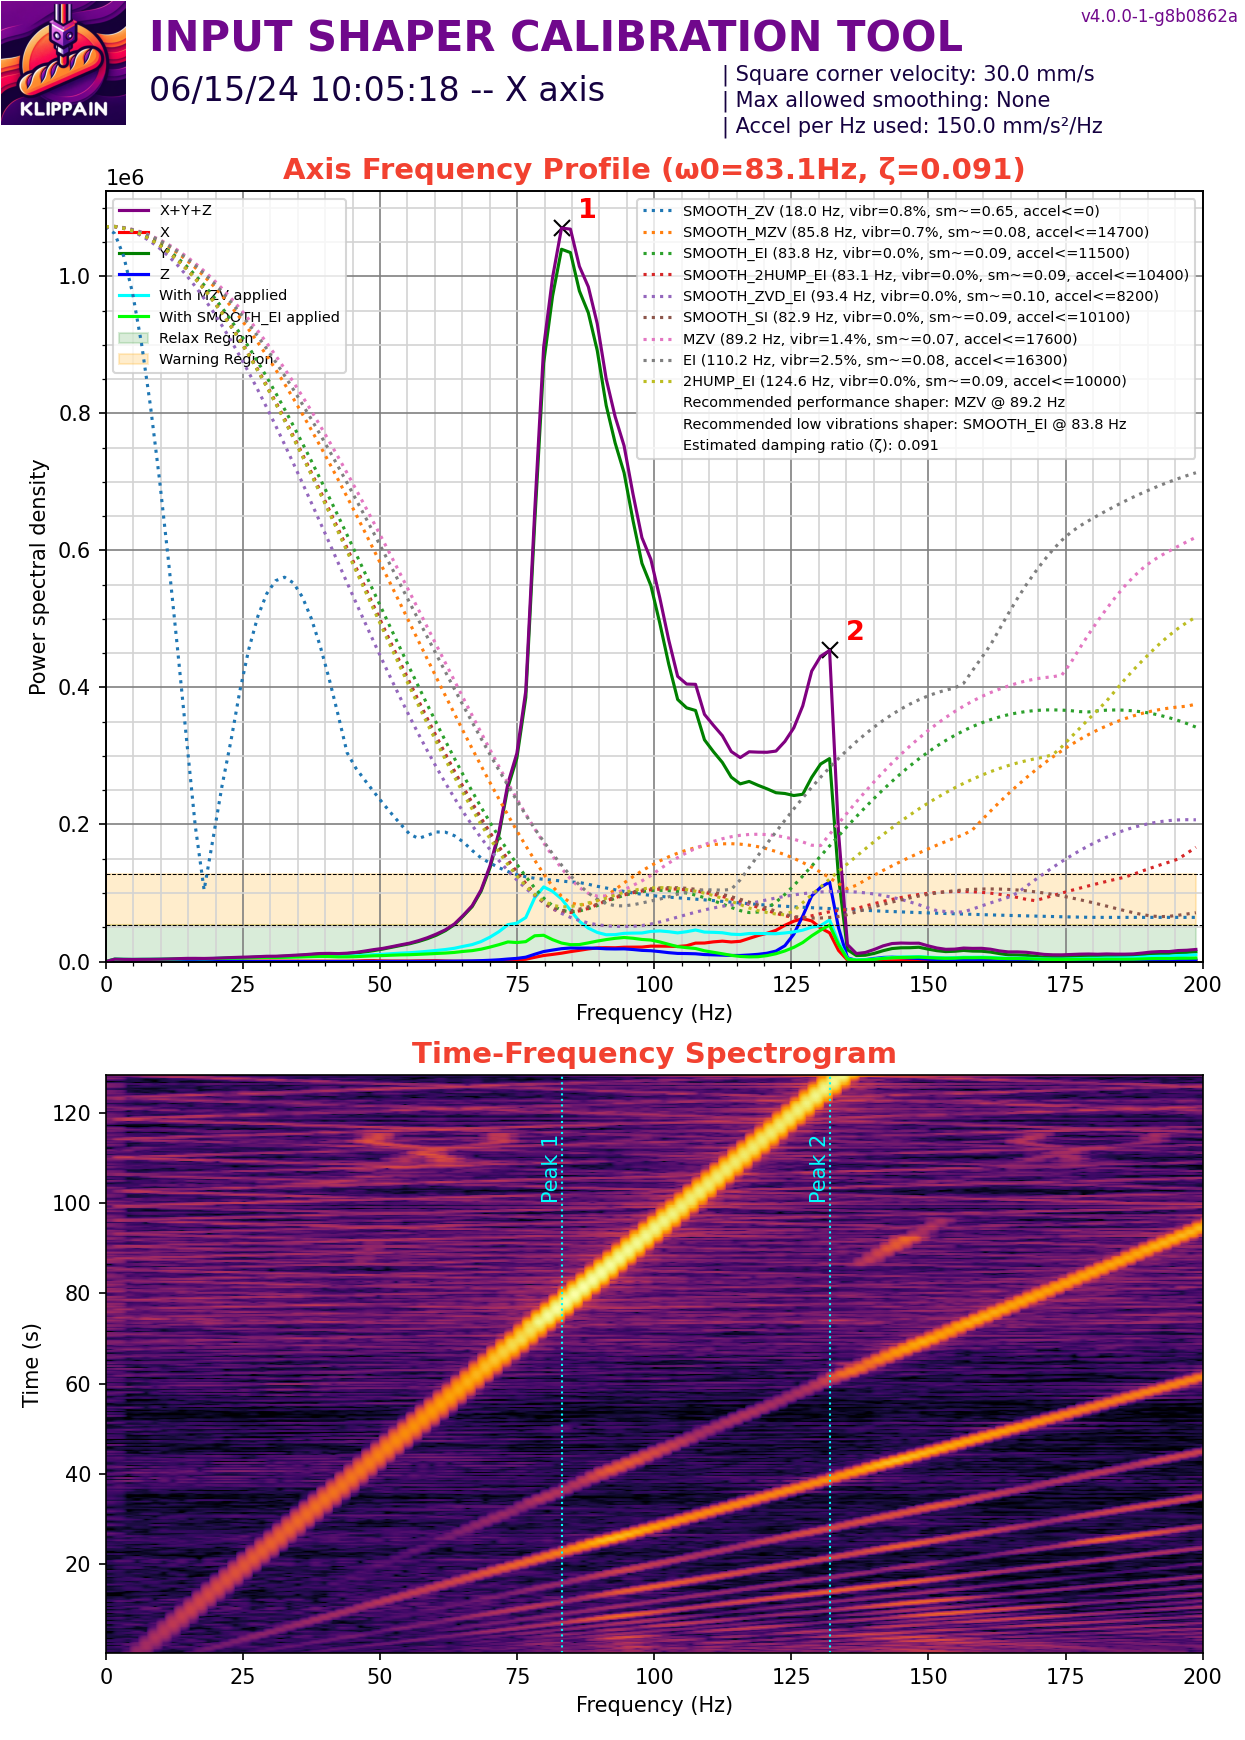 v4.0.0-1-g8b0862a
INPUT SHAPER CALIBRATION TOOL
06/15/24 10:05:18 -- X axis
| Square corner velocity: 30.0 mm/s
| Max allowed smoothing: None
| Accel per Hz used: 150.0 mm/s²/Hz
KLIPPAIN
Axis Frequency Profile (ω0=83.1Hz, ζ=0.091)
1e6
X+Y+Z
X
Y
Z
With MZV applied
With SMOOTH_EI applied
Relax Region
Warning Region
1
2
SMOOTH_ZV (18.0 Hz, vibr=0.8%, sm~=0.65, accel<=0)
SMOOTH_MZV (85.8 Hz, vibr=0.7%, sm~=0.08, accel<=14700)
SMOOTH_EI (83.8 Hz, vibr=0.0%, sm~=0.09, accel<=11500)
SMOOTH_2HUMP_EI (83.1 Hz, vibr=0.0%, sm~=0.09, accel<=10400)
SMOOTH_ZVD_EI (93.4 Hz, vibr=0.0%, sm~=0.10, accel<=8200)
SMOOTH_SI (82.9 Hz, vibr=0.0%, sm~=0.09, accel<=10100)
MZV (89.2 Hz, vibr=1.4%, sm~=0.07, accel<=17600)
EI (110.2 Hz, vibr=2.5%, sm~=0.08, accel<=16300)
2HUMP_EI (124.6 Hz, vibr=0.0%, sm~=0.09, accel<=10000)
Recommended performance shaper: MZV @ 89.2 Hz
Recommended low vibrations shaper: SMOOTH_EI @ 83.8 Hz
Estimated damping ratio (ζ): 0.091
Power spectral density
1.0
0.8
0.6
0.4
0.2
0.0
0 25 50 75 100 125 150 175 200
Frequency (Hz)
Time-Frequency Spectrogram
Time (s)
120
100
80
60
40
20
Peak 1
Peak 2
0 25 50 75 100 125 150 175 200
Frequency (Hz)